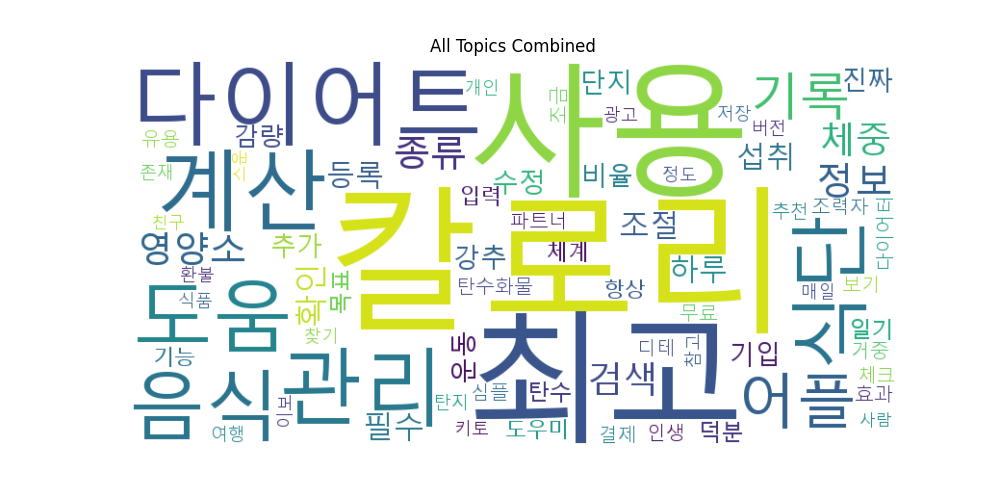 All Topics Combined
다이어트
사용
칼로리
최고
계산
도움
음식
관리
식단
기록
어플
종류
단지
진짜
개인
조금
광고
저장
버전
체중
유용
감량
스푼
존재
등록
수정
비율
정도
섭취
정보
입력
친구
영양소
추가
파트너
조절
추천
조력자
다이어터
강추
체계
환불
확인
목표
식품
탄수화물
항상
하루
매일
보기
무료
찾기
일기
기능
운동
디테
참고
기입
거중
체크
이퍼
심플
탄수
검색
효과
탄지
여행
필수
키토
도우미
결제
인생
덕분
사람